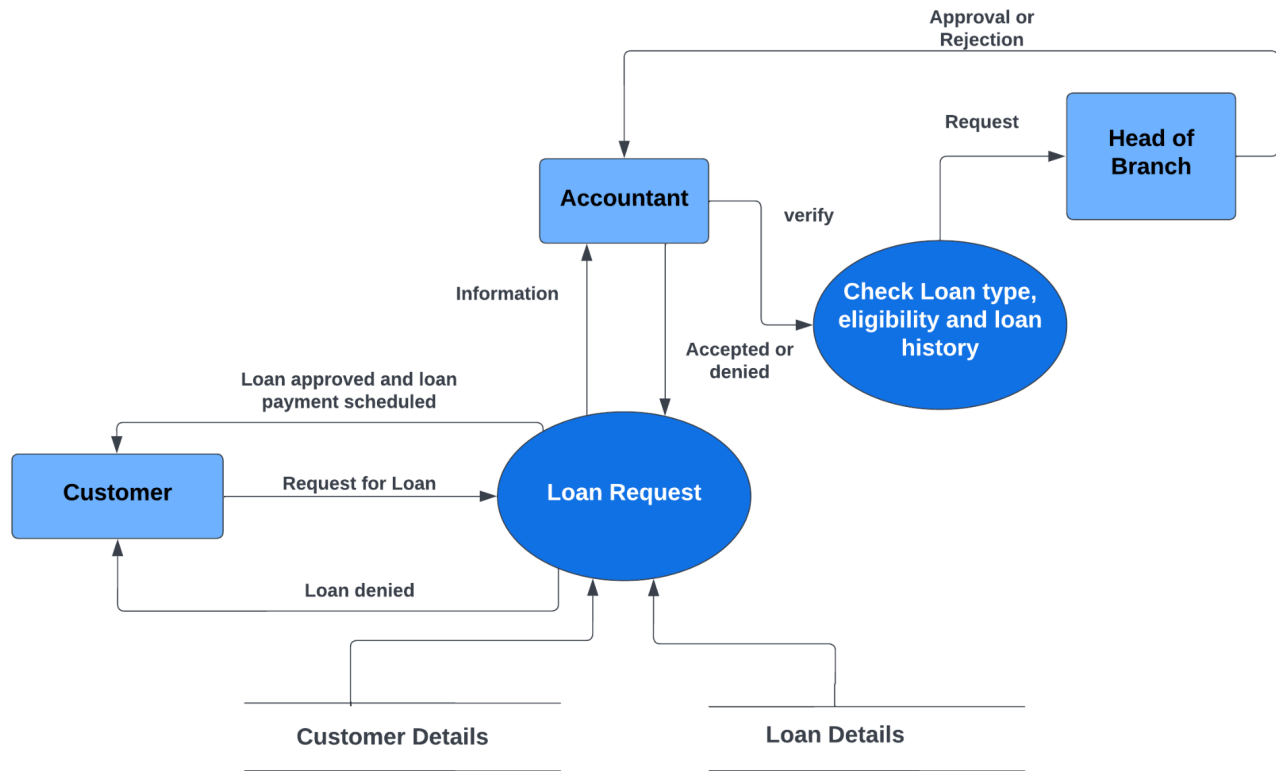 Approval or
Rejection
Request
Head of
Branch
Accountant
verify
Information
Check Loan type,
eligibility and loan
history
Accepted or
denied
Loan approved and loan
payment scheduled
Customer
Request for Loan
Loan Request
Loan denied
Customer Details
Loan Details